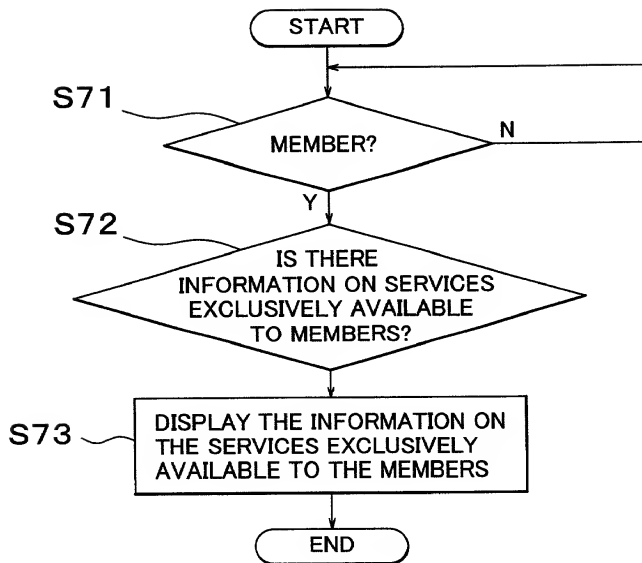 START
S71
MEMBER?
N
Y
S72
IS THERE
INFORMATION ON SERVICES
EXCLUSIVELY AVAILABLE
TO MEMBERS?
S73
DISPLAY THE INFORMATION ON
THE SERVICES EXCLUSIVELY
AVAILABLE TO THE MEMBERS
END